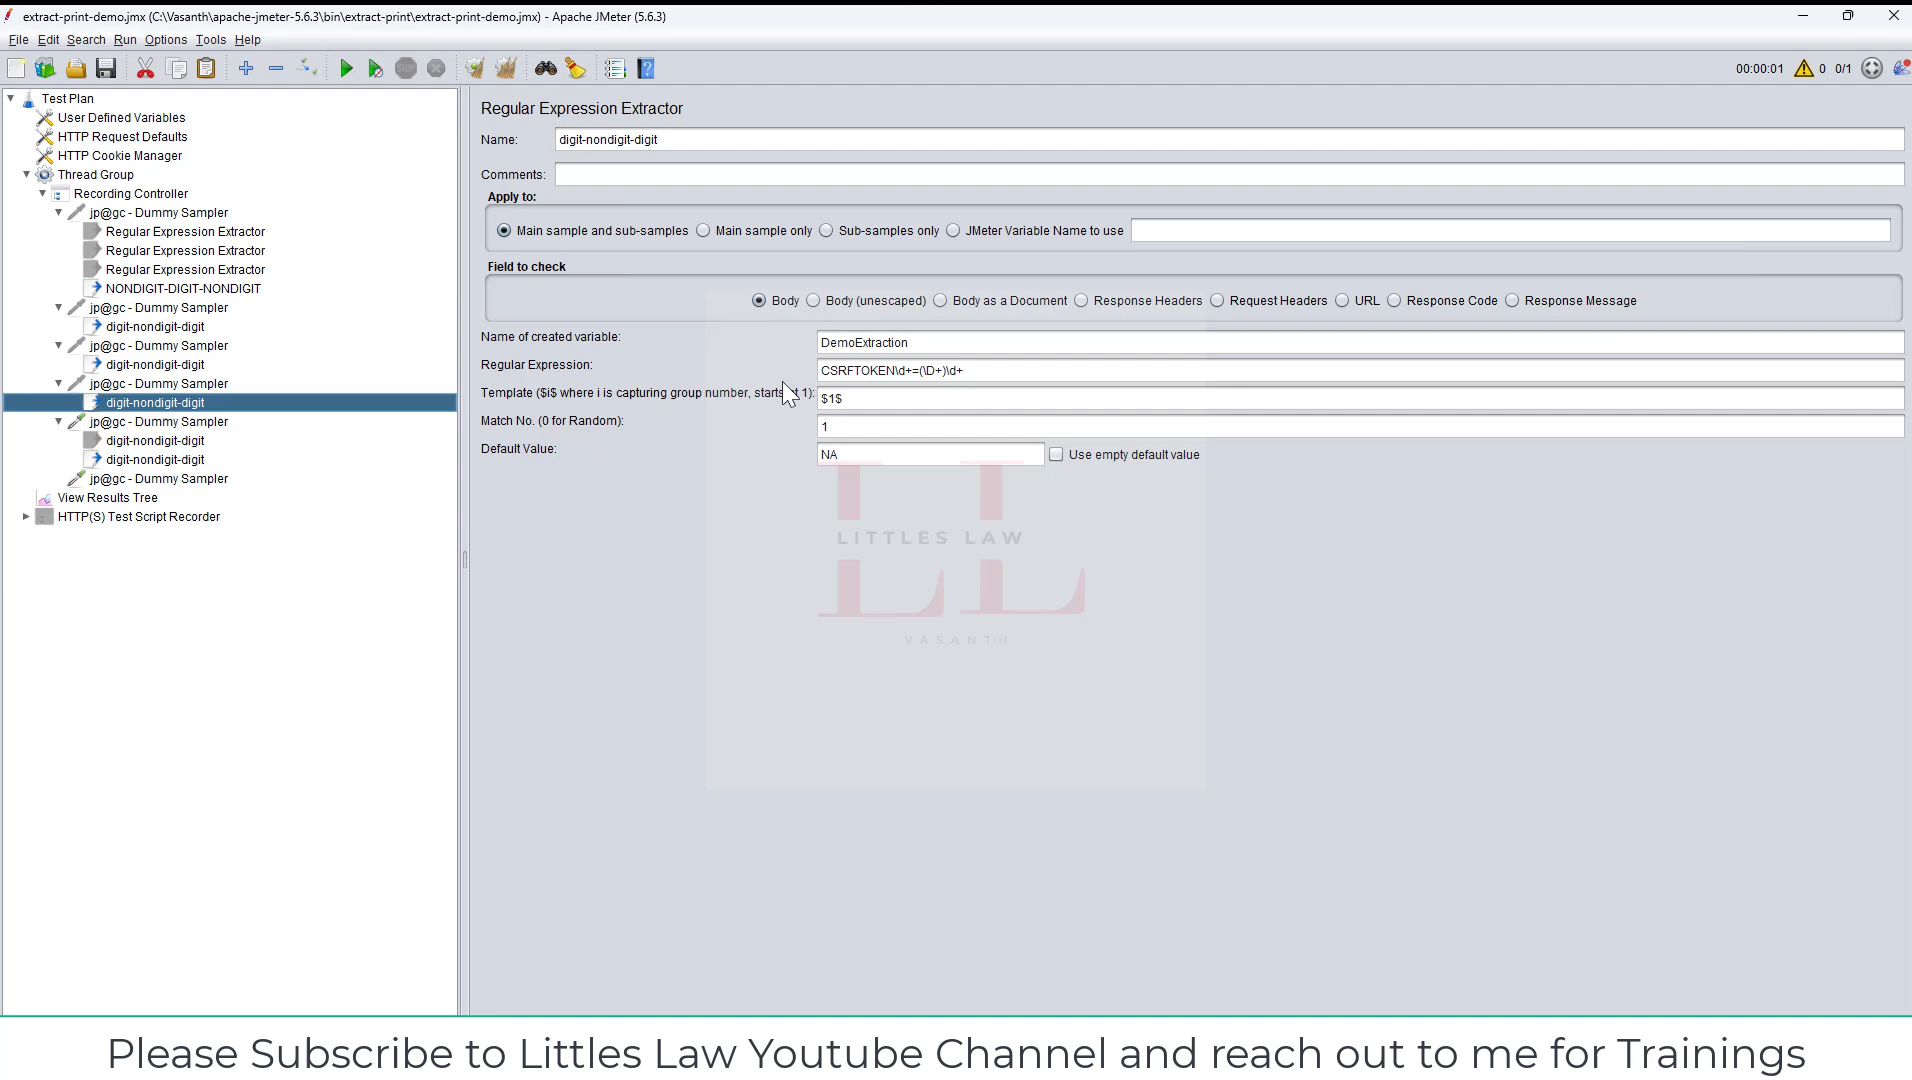 extract-print-demo.jmx (C:\Vasanth\apache-jmeter-5.6.3\bin\extract-print\extract-print-demo.jmx) - Apache JMeter (5.6.3)
File Edit Search Run Options Tools Help
00:00:01 0 0/1
Test Plan
User Defined Variables
HTTP Request Defaults
HTTP Cookie Manager
Thread Group
Recording Controller
jp@gc - Dummy Sampler
Regular Expression Extractor
Regular Expression Extractor
Regular Expression Extractor
NONDIGIT-DIGIT-NONDIGIT
jp@gc - Dummy Sampler
digit-nondigit-digit
jp@gc - Dummy Sampler
digit-nondigit-digit
jp@gc - Dummy Sampler
digit-nondigit-digit
jp@gc - Dummy Sampler
digit-nondigit-digit
digit-nondigit-digit
jp@gc - Dummy Sampler
View Results Tree
HTTP(S) Test Script Recorder
Regular Expression Extractor
Name: digit-nondigit-digit
Comments:
Apply to:
Main sample and sub-samples Main sample only Sub-samples only JMeter Variable Name to use
Field to check
Body Body (unescaped) Body as a Document Response Headers Request Headers URL Response Code Response Message
Name of created variable: DemoExtraction
Regular Expression: CSRFTOKEN\d+=(\D+)\d+
Template ($i$ where i is capturing group number, starts at 1): $1$
Match No. (0 for Random): 1
Default Value: NA Use empty default value
LL
LITTLES LAW
LL
VASANTH
Please Subscribe to Littles Law Youtube Channel and reach out to me for Trainings